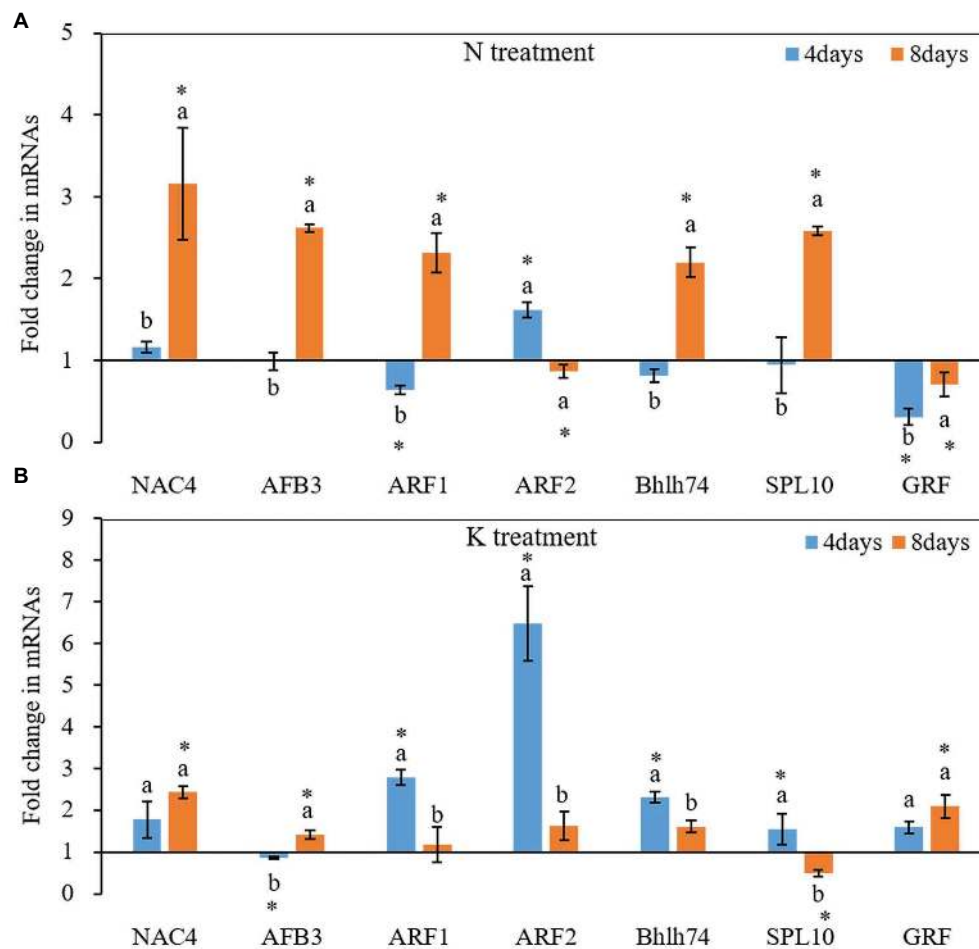 A
N treatment
4days 8days
Fold change in mRNAs
5
4
3
2
1
0
* * * * * *
a a a a a a
b b b b b b
* * * *
a a
NAC4 AFB3 ARF1 ARF2 Bhlh74 SPL10 GRF
B
K treatment
4days 8days
Fold change in mRNAs
9
8
7
6
5
4
3
2
1
0
* * * * * * *
a a a a a a a a a
b b b
b b
* *
NAC4 AFB3 ARF1 ARF2 Bhlh74 SPL10 GRF